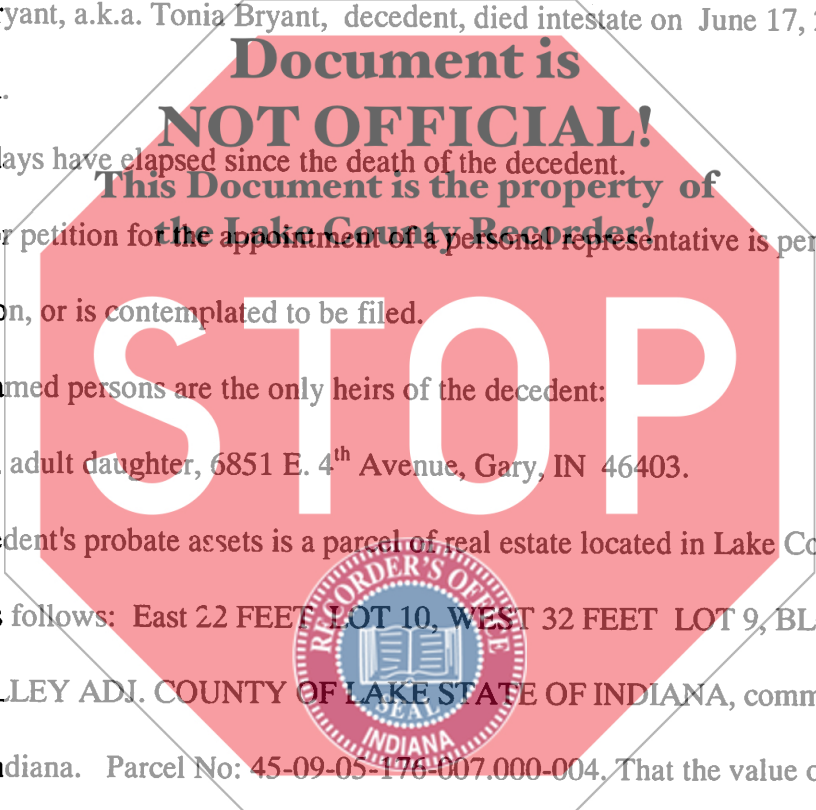 ryant, a.k.a. Tonia Bryant, decedent, died intestate on June 17,
Document is
NOT OFFICIAL!
ays have elapsed since the death of the decedent.
This Document is the property of
the Lake County Recorder!
r petition for the appointment of a personal representative is per
on, or is contemplated to be filed.
STOP
med persons are the only heirs of the decedent:
, adult daughter, 6851 E. 4th Avenue, Gary, IN 46403.
dent's probate assets is a parcel of real estate located in Lake Co
s follows: East 22 FEET LOT 10, WEST 32 FEET LOT 9, BL
RECORDER'S OFFICE
LLEY ADJ. COUNTY OF LAKE STATE OF INDIANA, comm
SEAL
INDIANA
ndiana. Parcel No: 45-09-05-176-007.000-004. That the value o